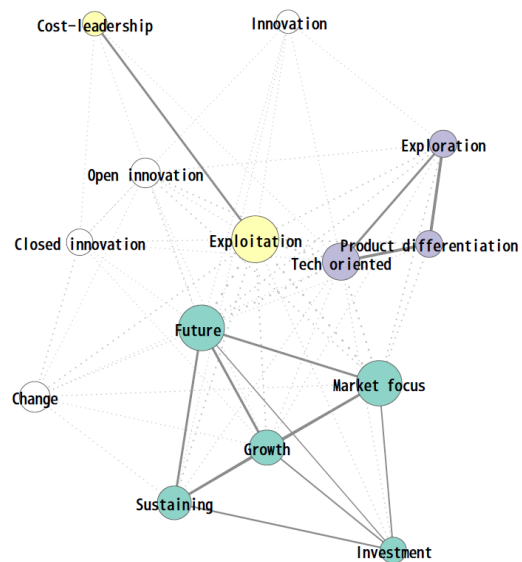 Cost-leadership
Innovation
Exploration
Open innovation
Closed innovation
Exploitation
Product differentiation
Tech oriented
Future
Market focus
Change
Growth
Sustaining
Investment